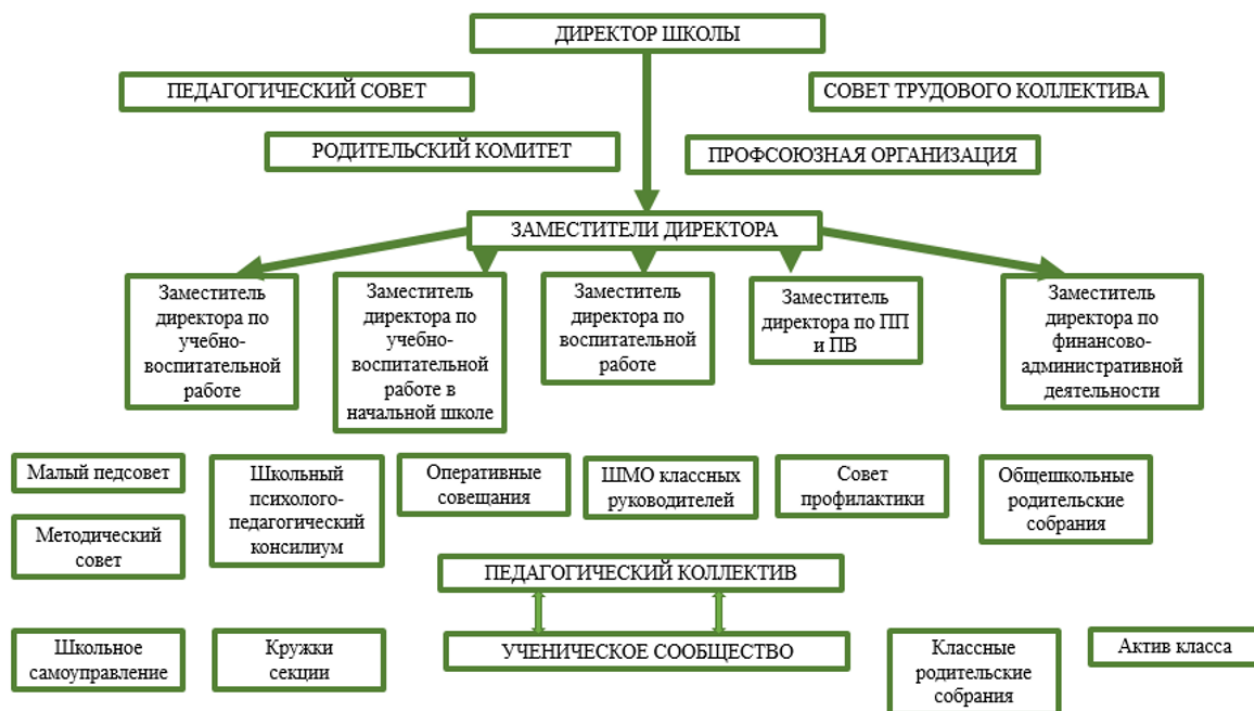 ДИРЕКТОР ШКОЛЫ
ПЕДАГОГИЧЕСКИЙ СОВЕТ
СОВЕТ ТРУДОВОГО КОЛЛЕКТИВА
РОДИТЕЛЬСКИЙ КОМИТЕТ
ПРОФСОЮЗНАЯ ОРГАНИЗАЦИЯ
ЗАМЕСТИТЕЛИ ДИРЕКТОРА
Заместитель
директора по
учебно-
воспитательной
работе
Заместитель
директора по
учебно-
воспитательной
работе в
начальной школе
Заместитель
директора по
воспитательной
работе
Заместитель
директора по ПП
и ПВ
Заместитель
директора по
финансово-
административной
деятельности
Малый педсовет
Школьный
психолого-
педагогический
консилиум
Оперативные
совещания
ШМО классных
руководителей
Совет
профилактики
Общешкольные
родительские
собрания
Методический
совет
ПЕДАГОГИЧЕСКИЙ КОЛЛЕКТИВ
Школьное
самоуправление
Кружки
секции
УЧЕНИЧЕСКОЕ СООБЩЕСТВО
Классные
родительские
собрания
Актив класса